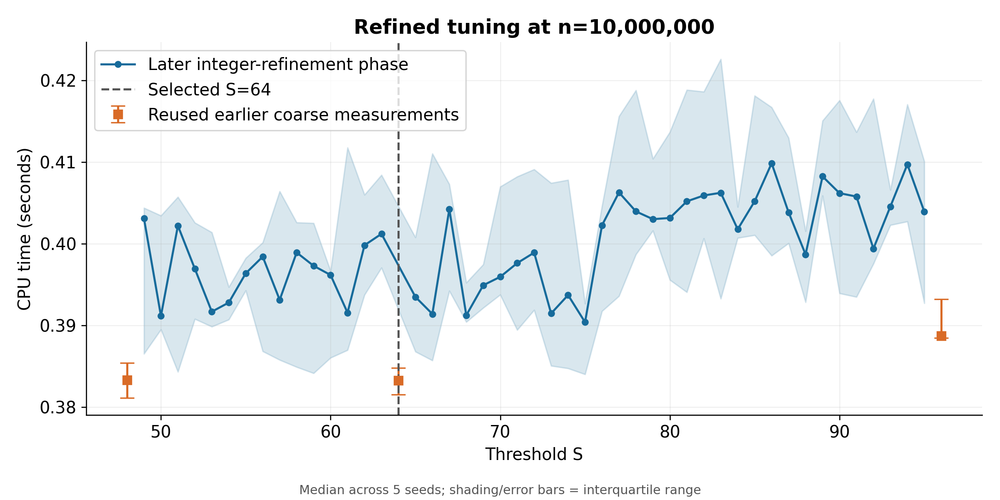 Refined tuning at n=10,000,000
Later integer-refinement phase
Selected S=64
Reused earlier coarse measurements
CPU time (seconds)
0.42
0.41
0.40
0.39
0.38
50 60 70 80 90
Threshold S
Median across 5 seeds; shading/error bars = interquartile range